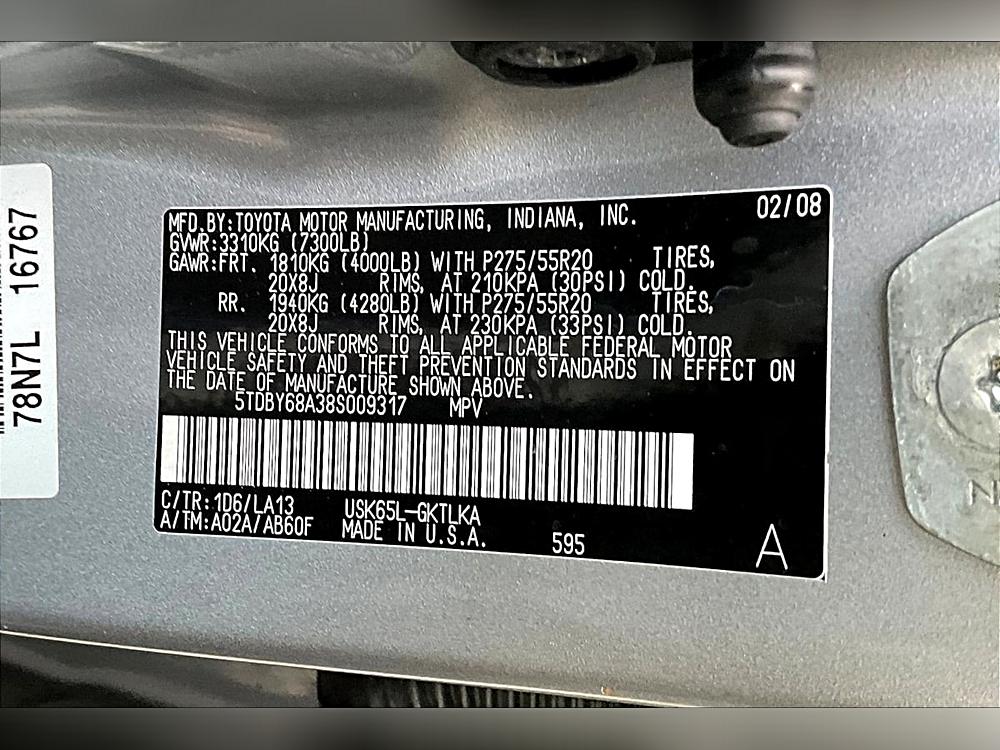 78N7L 16767
MFD.BY:TOYOTA MOTOR MANUFACTURING, INDIANA, INC. 02/08
GVWR:3310KG (7300LB)
GAWR:FRT. 1810KG (4000LB) WITH P275/55R20 TIRES,
20X8J RIMS, AT 210KPA (30PSI) COLD.
RR. 1940KG (4280LB) WITH P275/55R20 TIRES,
20X8J RIMS, AT 230KPA (33PSI) COLD.
THIS VEHICLE CONFORMS TO ALL APPLICABLE FEDERAL MOTOR
VEHICLE SAFETY AND THEFT PREVENTION STANDARDS IN EFFECT ON
THE DATE OF MANUFACTURE SHOWN ABOVE.
5TDBY68A38S009317 MPV
C/TR:1D6/LA13 USK65L-GKTLKA
A/TM:A02A/AB60F MADE IN U.S.A. 595 A